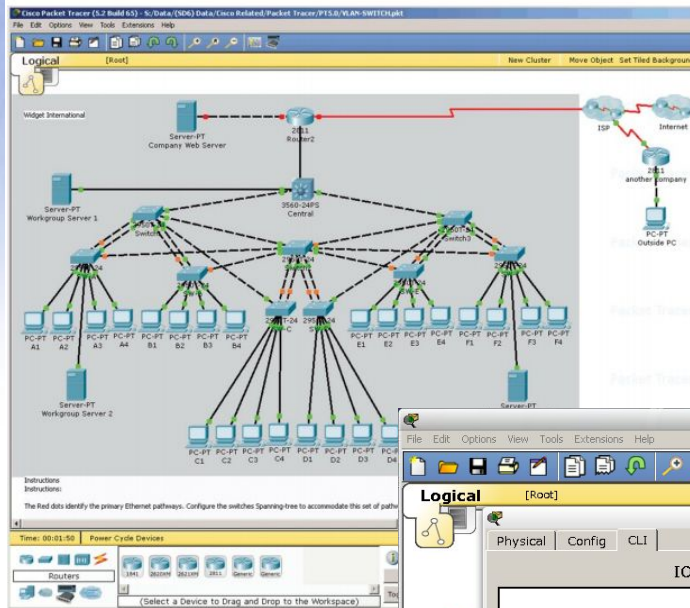 Cisco Packet Tracer (5.2 Build 65) - S:/Data/(SD6) Data/Cisco Related/Packet Tracer/PT5.0/VLAN-SWITCH.pkt
File Edit Options View Tools Extensions Help
Logical [Root] New Cluster Move Object Set Tiled Background
Widget International
Server-PT
Company Web Server
2811
Router2
ISP
Internet
2811
another company
PC-PT
Outside PC
Server-PT
Workgroup Server 1
3560-24PS
Central
Switch3
PC-PT PC-PT PC-PT PC-PT PC-PT PC-PT PC-PT PC-PT PC-PT PC-PT PC-PT PC-PT PC-PT PC-PT PC-PT PC-PT
A1 A2 A3 A4 B1 B2 B3 B4 E1 E2 E3 E4 F1 F2 F3 F4
Server-PT
Workgroup Server 2
Server-PT
PC-PT PC-PT PC-PT PC-PT PC-PT PC-PT PC-PT PC-PT
C1 C2 C3 C4 D1 D2 D3 D4
Instructions
Instructions:
The Red dots identify the primary Ethernet pathways. Configure the switches Spanning-tree to accommodate this set of
Time: 00:01:50 Power Cycle Devices
Routers
1841 2620XM 2621XM 2811 Generic Generic
(Select a Device to Drag and Drop to the Workspace)
File Edit Options View Tools Extensions Help
Logical [Root]
Physical Config CLI